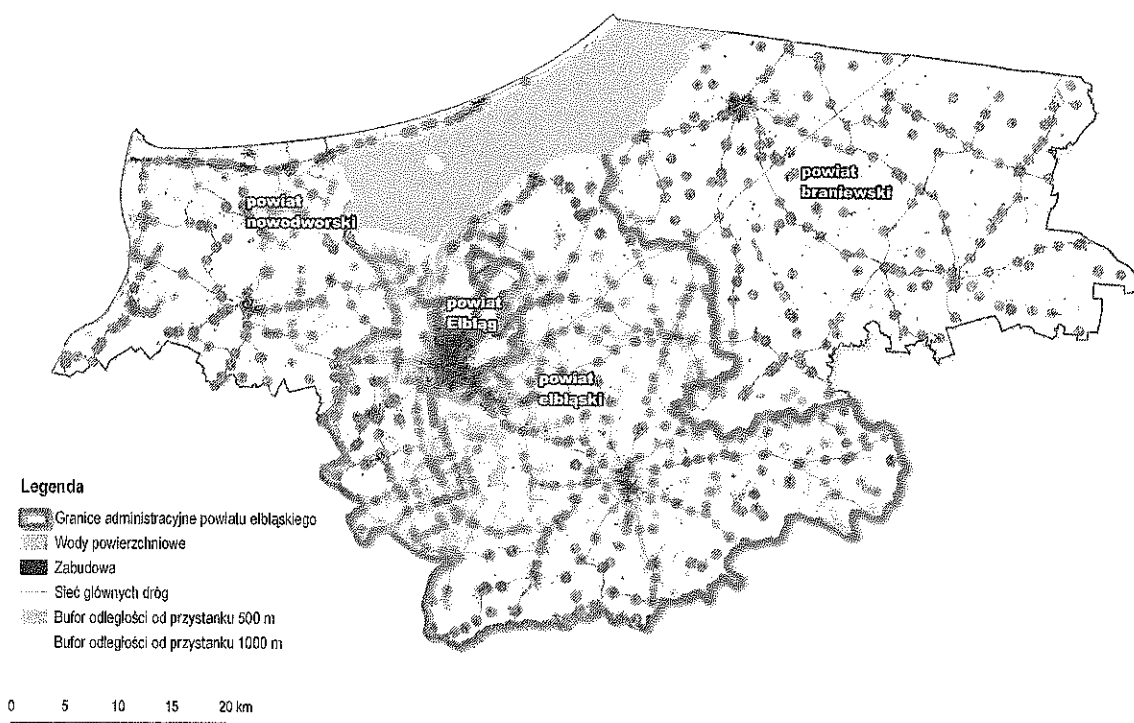 powiat
braniewski
powiat
nowodworski
powiat
Elbląg
powiat
elbląski
Legenda
Granice administracyjne powiatu elbląskiego
Wody powierzchniowe
Zabudowa
Sieć głównych dróg
Bufor odległości od przystanku 500 m
Bufor odległości od przystanku 1000 m
0 5 10 15 20 km